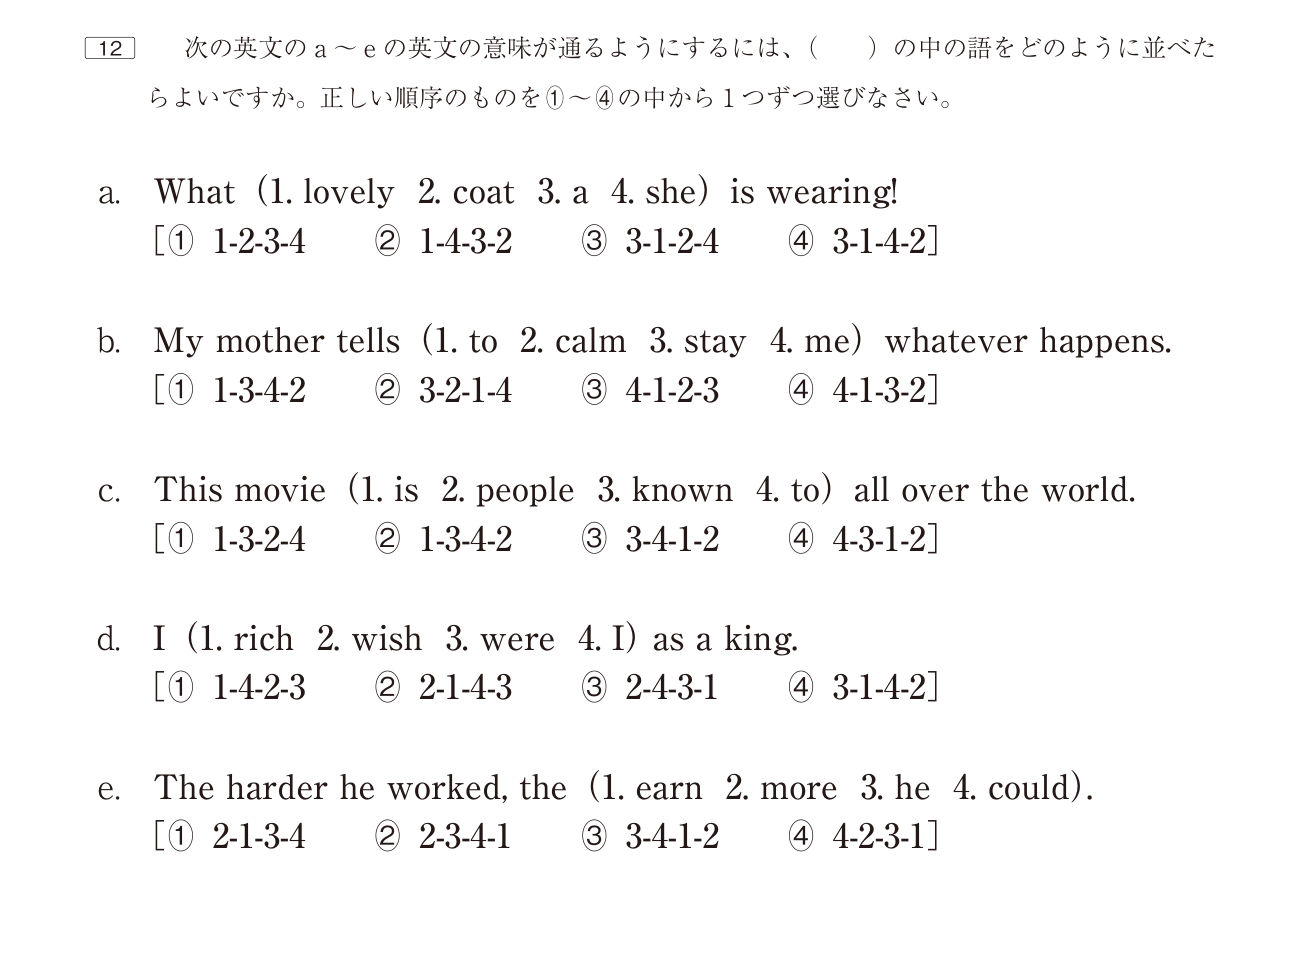 12 次の英文のａ～ｅの英文の意味が通るようにするには、（　　）の中の語をどのように並べた
らよいですか。正しい順序のものを①～④の中から１つずつ選びなさい。
a. What (1. lovely 2. coat 3. a 4. she) is wearing!
[① 1-2-3-4 ② 1-4-3-2 ③ 3-1-2-4 ④ 3-1-4-2]
b. My mother tells (1. to 2. calm 3. stay 4. me) whatever happens.
[① 1-3-4-2 ② 3-2-1-4 ③ 4-1-2-3 ④ 4-1-3-2]
c. This movie (1. is 2. people 3. known 4. to) all over the world.
[① 1-3-2-4 ② 1-3-4-2 ③ 3-4-1-2 ④ 4-3-1-2]
d. I (1. rich 2. wish 3. were 4. I) as a king.
[① 1-4-2-3 ② 2-1-4-3 ③ 2-4-3-1 ④ 3-1-4-2]
e. The harder he worked, the (1. earn 2. more 3. he 4. could).
[① 2-1-3-4 ② 2-3-4-1 ③ 3-4-1-2 ④ 4-2-3-1]